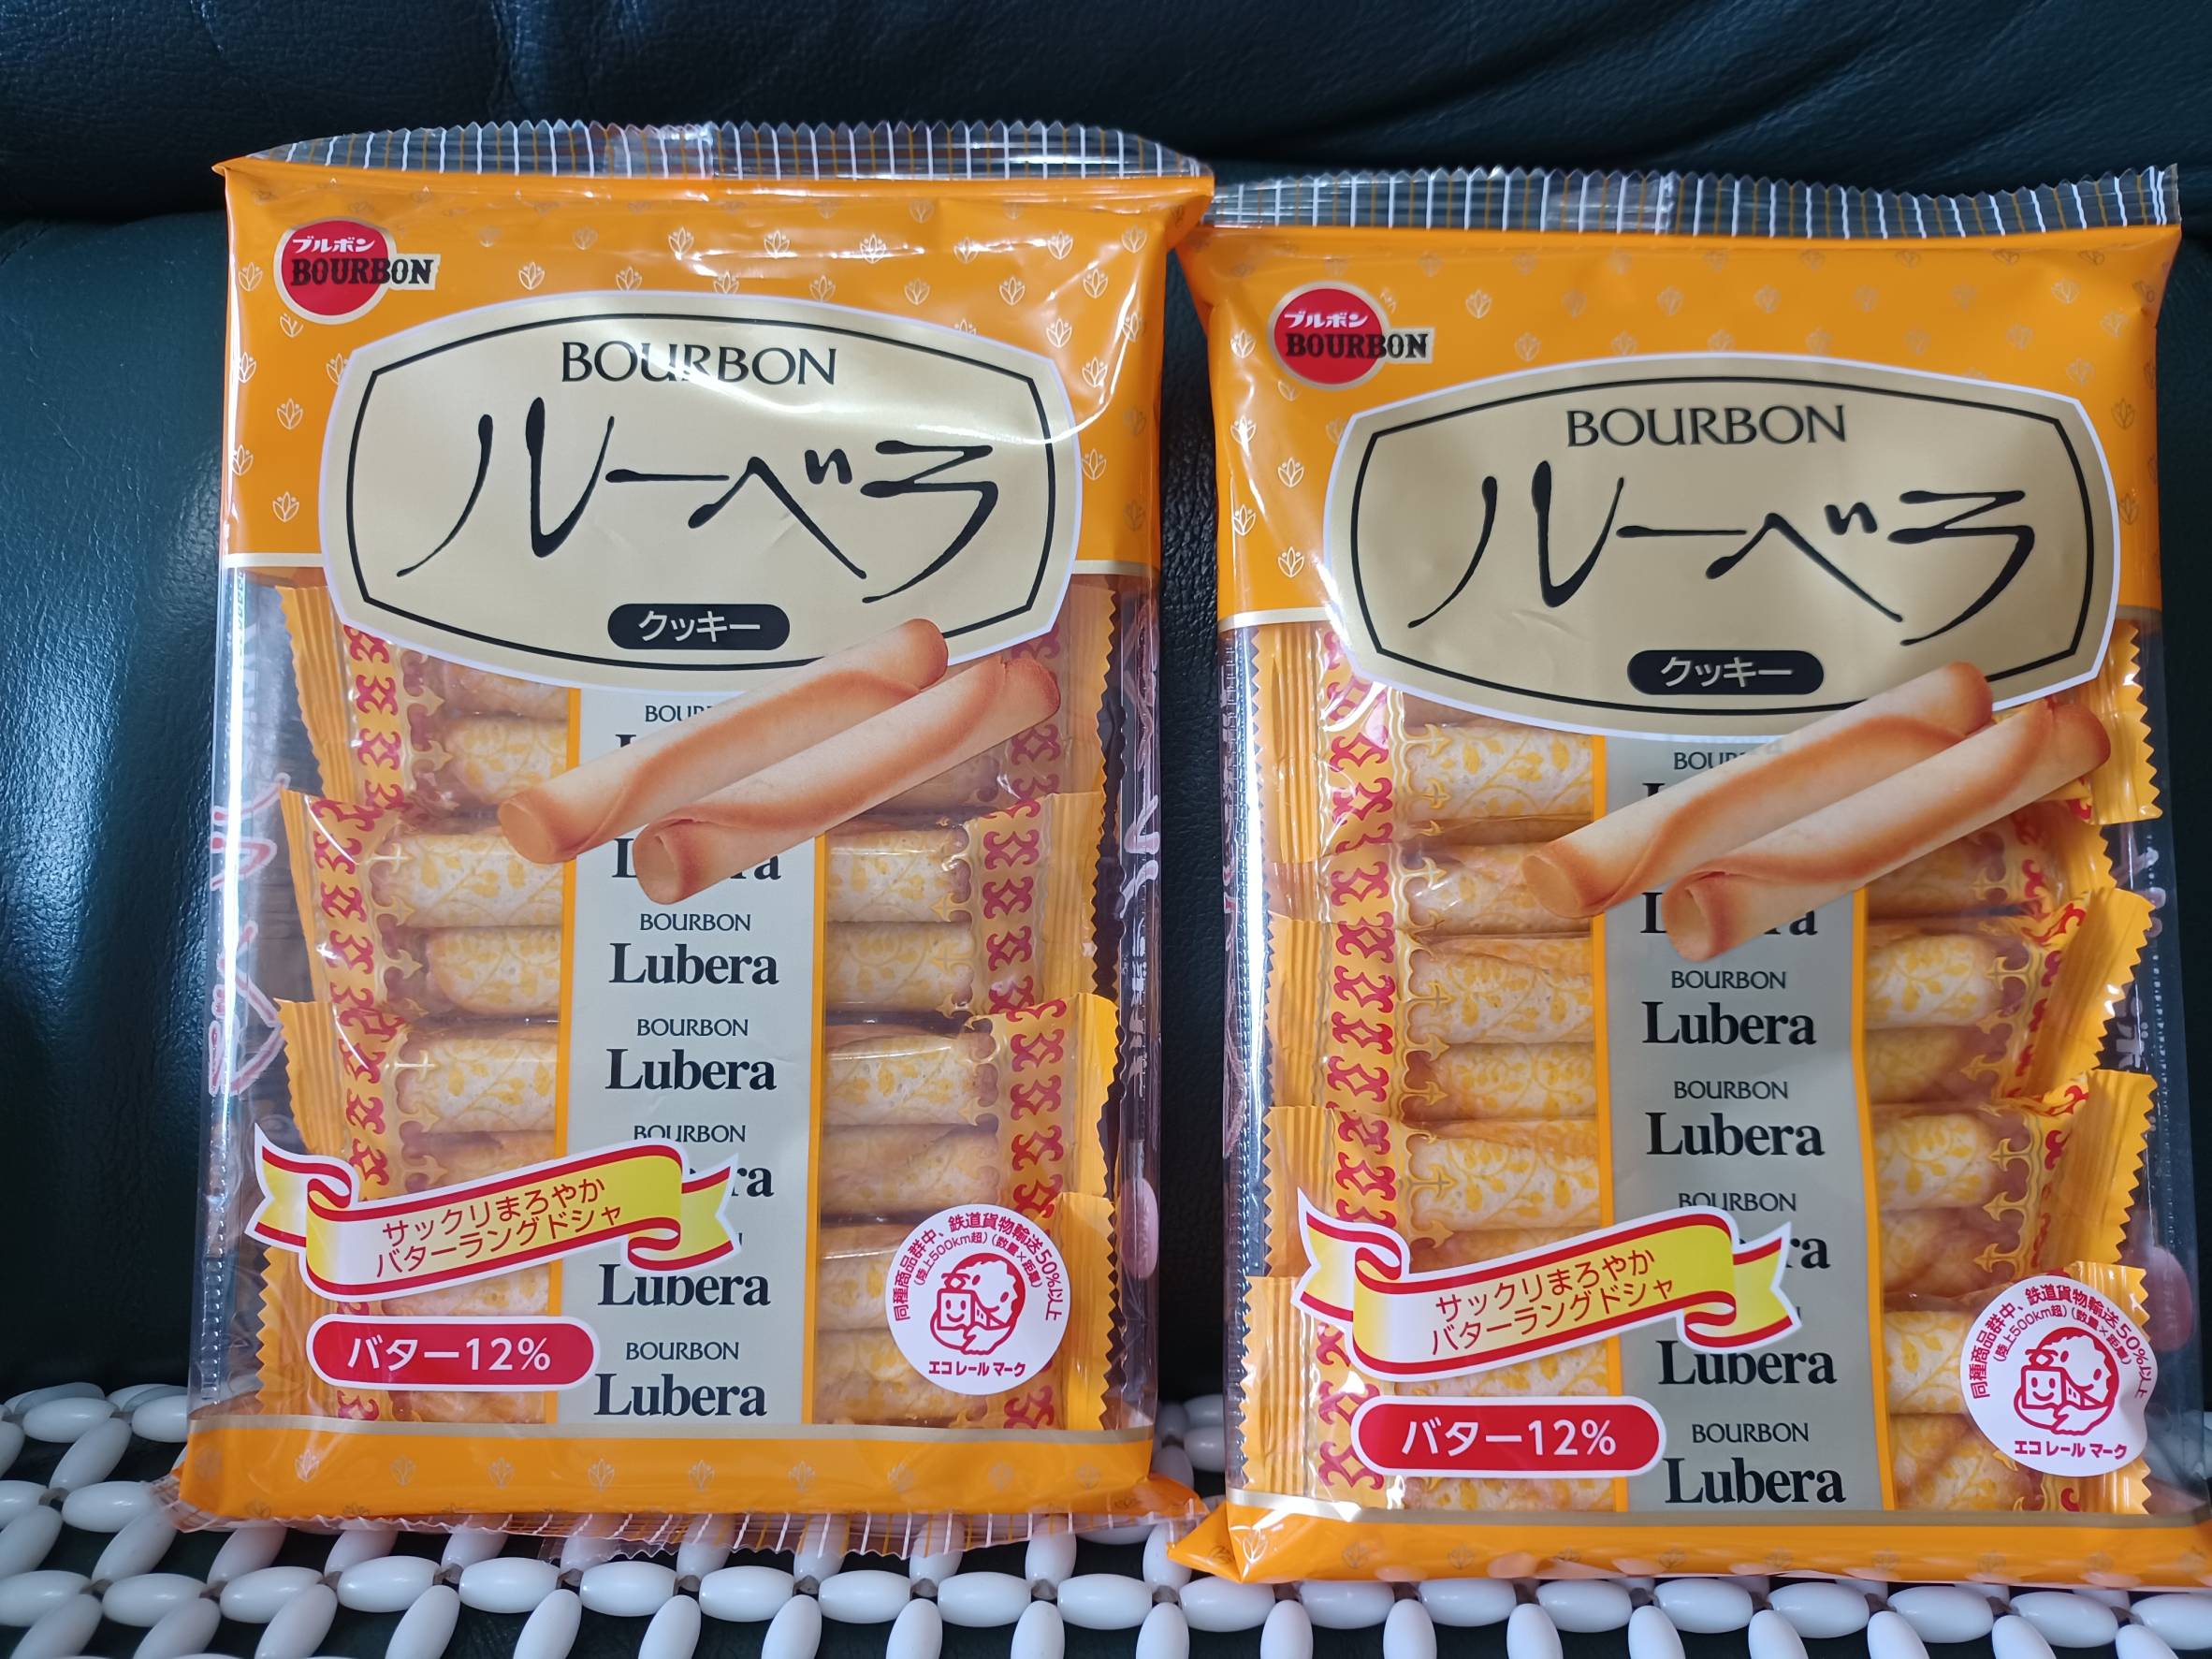 ブルボン
BOURBON
BOURBON
ルーベラ
クッキー
BOURBON
Lubera
BOURBON
Lubera
BOURBON
Lubera
BOURBON
Lubera
サックリまろやか
バターラングドシャ
バター12%
同種商品群中、鉄道貨物輸送50%以上
(陸上500km超)(数量×距離)
エコレールマーク
ブルボン
BOURBON
BOURBON
ルーベラ
クッキー
BOURBON
Lubera
BOURBON
Lubera
BOURBON
Lubera
BOURBON
Lubera
サックリまろやか
バターラングドシャ
バター12%
同種商品群中、鉄道貨物輸送50%以上
(陸上500km超)(数量×距離)
エコレールマーク